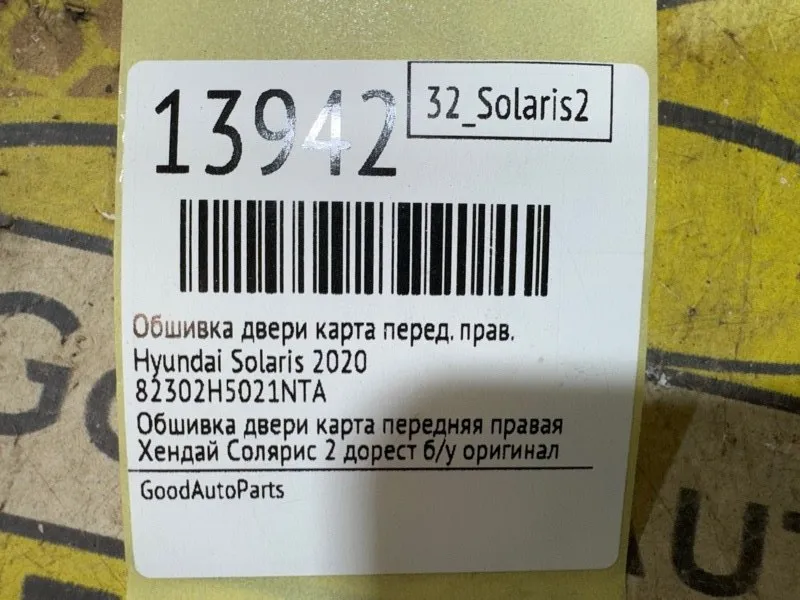 13942
32_Solaris2
Обшивка двери карта перед. прав.
Hyundai Solaris 2020
82302H5021NTA
Обшивка двери карта передняя правая
Хендай Солярис 2 дорест б/у оригинал
GoodAutoParts